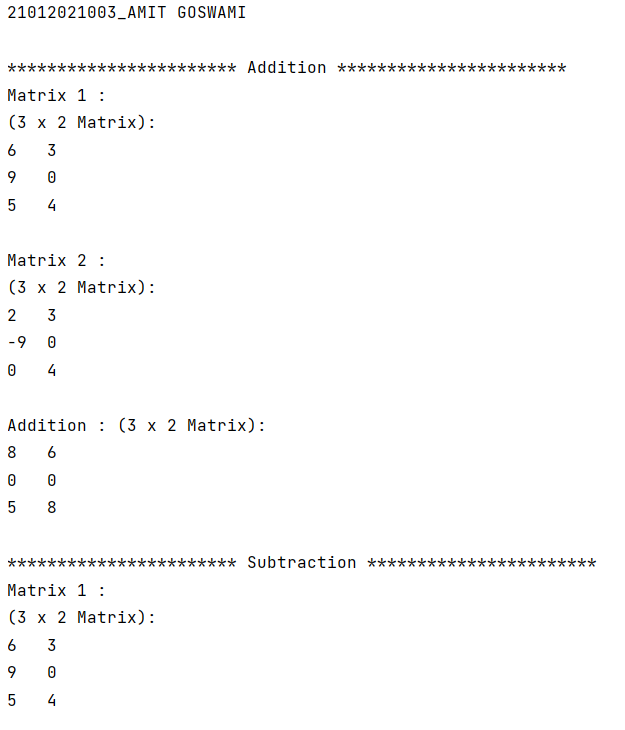 21012021003_AMIT GOSWAMI
*********************** Addition ***********************
Matrix 1 :
(3 x 2 Matrix):
6   3
9   0
5   4
Matrix 2 :
(3 x 2 Matrix):
2   3
-9  0
0   4
Addition : (3 x 2 Matrix):
8   6
0   0
5   8
*********************** Subtraction ***********************
Matrix 1 :
(3 x 2 Matrix):
6   3
9   0
5   4